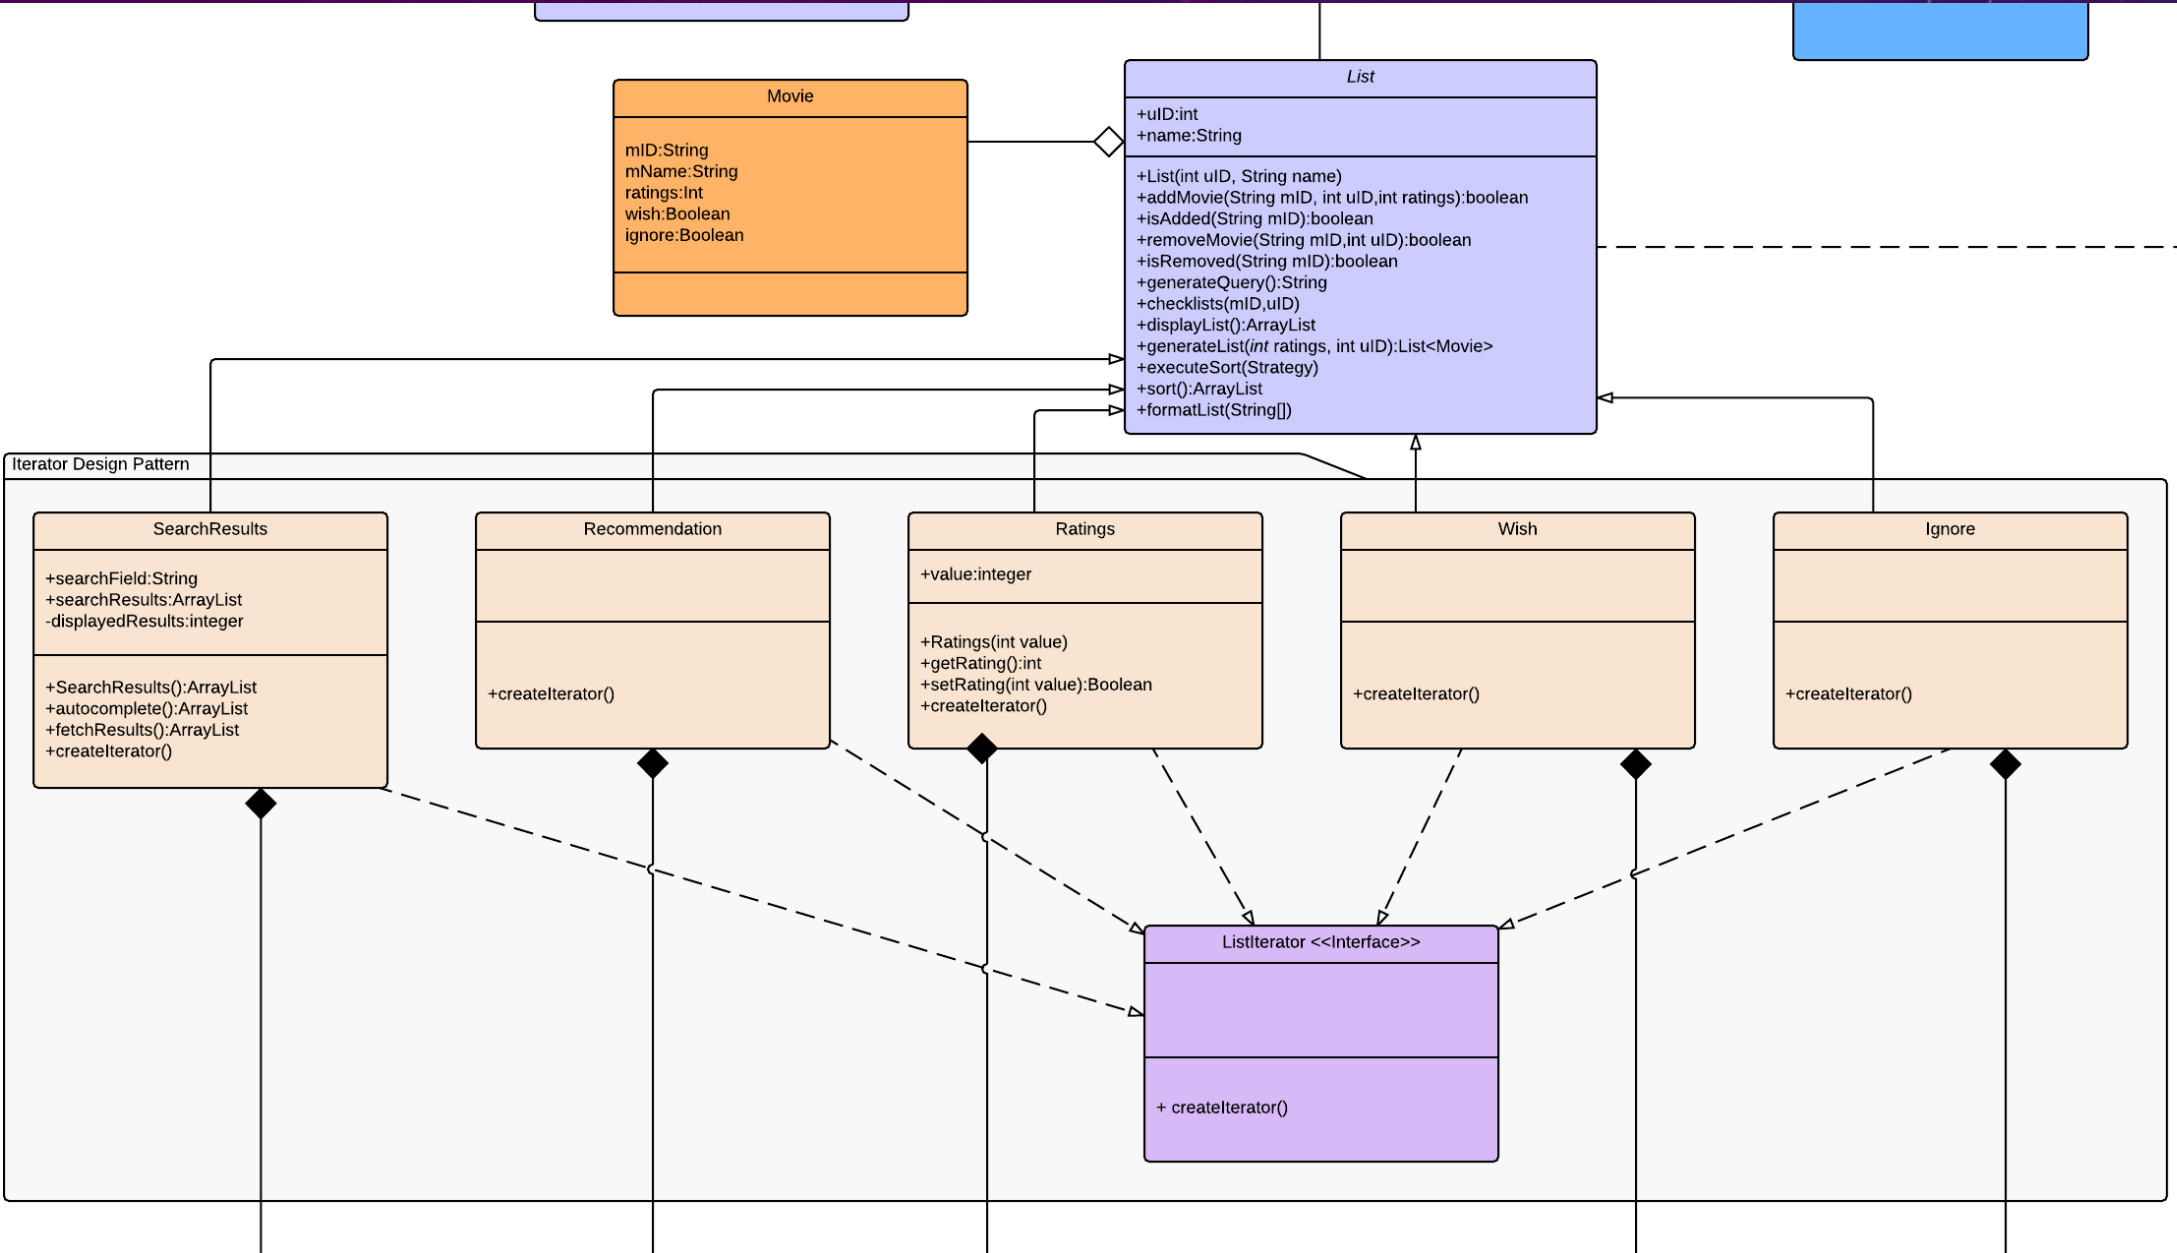 Movie
mID:String
mName:String
ratings:Int
wish:Boolean
ignore:Boolean
List
+uID:int
+name:String
+List(int uID, String name)
+addMovie(String mID, int uID,int ratings):boolean
+isAdded(String mID):boolean
+removeMovie(String mID,int uID):boolean
+isRemoved(String mID):boolean
+generateQuery():String
+checklists(mID,uID)
+displayList():ArrayList
+generateList(int ratings, int uID):List<Movie>
+executeSort(Strategy)
+sort():ArrayList
+formatList(String[])
Iterator Design Pattern
SearchResults
+searchField:String
+searchResults:ArrayList
-displayedResults:integer
+SearchResults():ArrayList
+autocomplete():ArrayList
+fetchResults():ArrayList
+createIterator()
Recommendation
+createIterator()
Ratings
+value:integer
+Ratings(int value)
+getRating():int
+setRating(int value):Boolean
+createIterator()
Wish
+createIterator()
Ignore
+createIterator()
ListIterator <<Interface>>
+ createIterator()